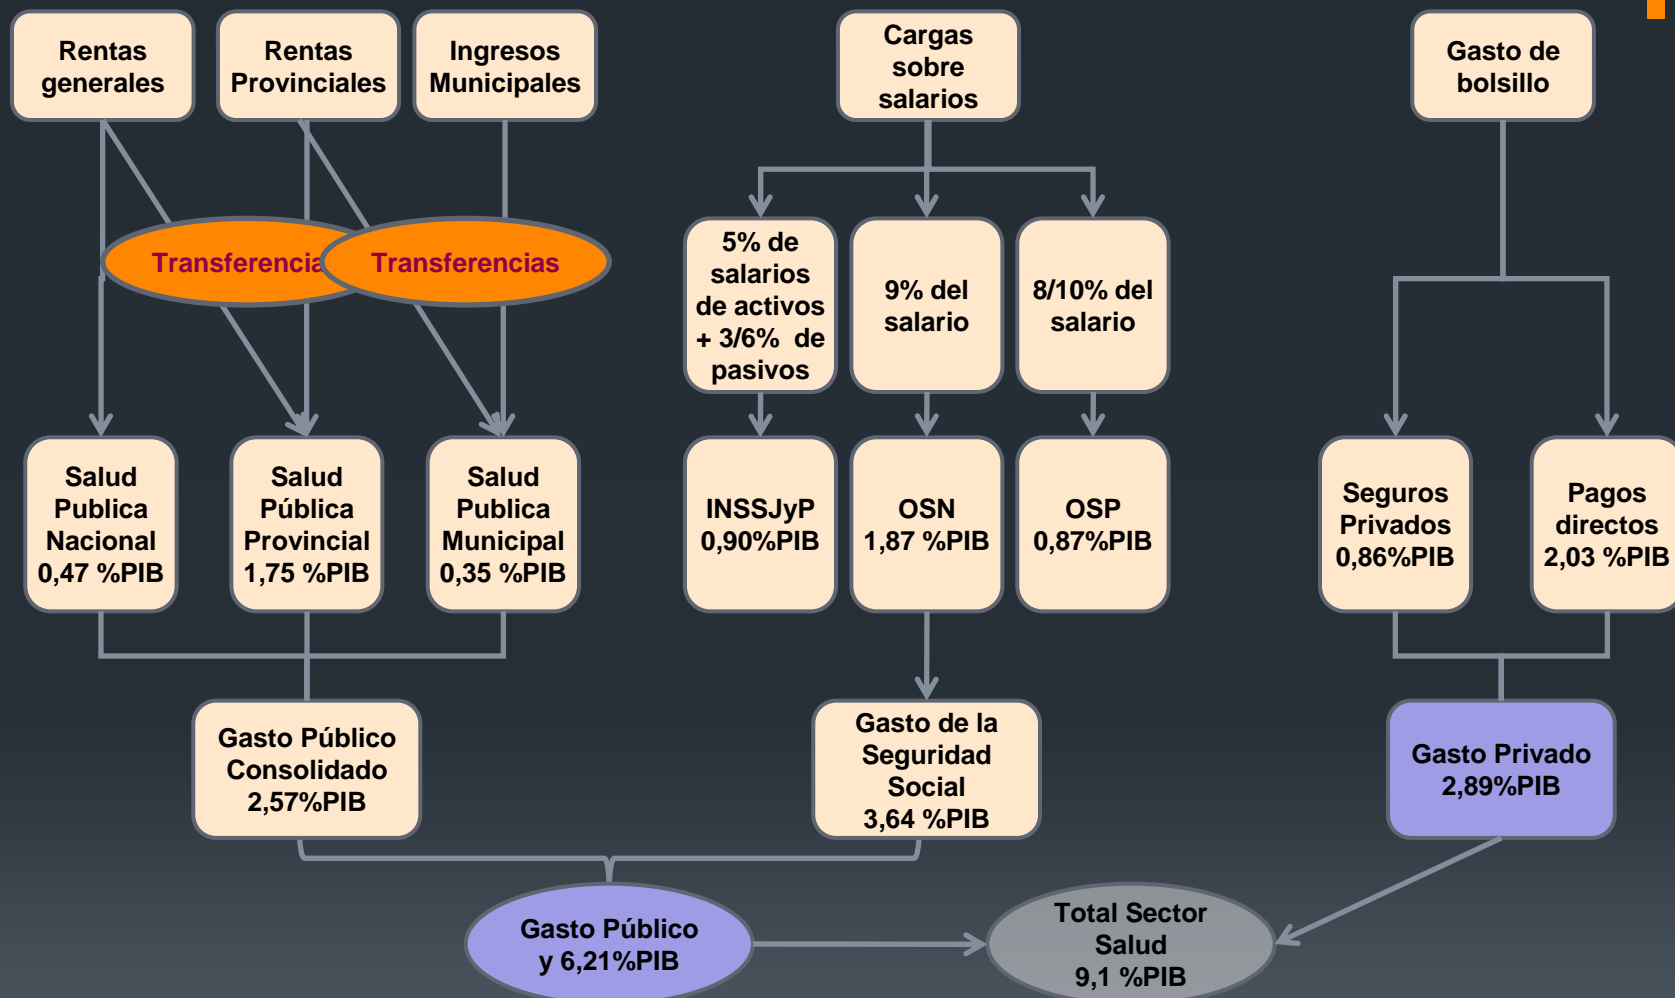 Rentas
generales
Rentas
Provinciales
Ingresos
Municipales
Cargas
sobre
salarios
Gasto de
bolsillo
Transferencia
Transferencias
5% de
salarios
de activos
+ 3/6% de
pasivos
9% del
salario
8/10% del
salario
Salud
Publica
Nacional
0,47 %PIB
Salud
Pública
Provincial
1,75 %PIB
Salud
Publica
Municipal
0,35 %PIB
INSSJyP
0,90%PIB
OSN
1,87 %PIB
OSP
0,87%PIB
Seguros
Privados
0,86%PIB
Pagos
directos
2,03 %PIB
Gasto Público
Consolidado
2,57%PIB
Gasto de la
Seguridad
Social
3,64 %PIB
Gasto Privado
2,89%PIB
Gasto Público
y 6,21%PIB
Total Sector
Salud
9,1 %PIB